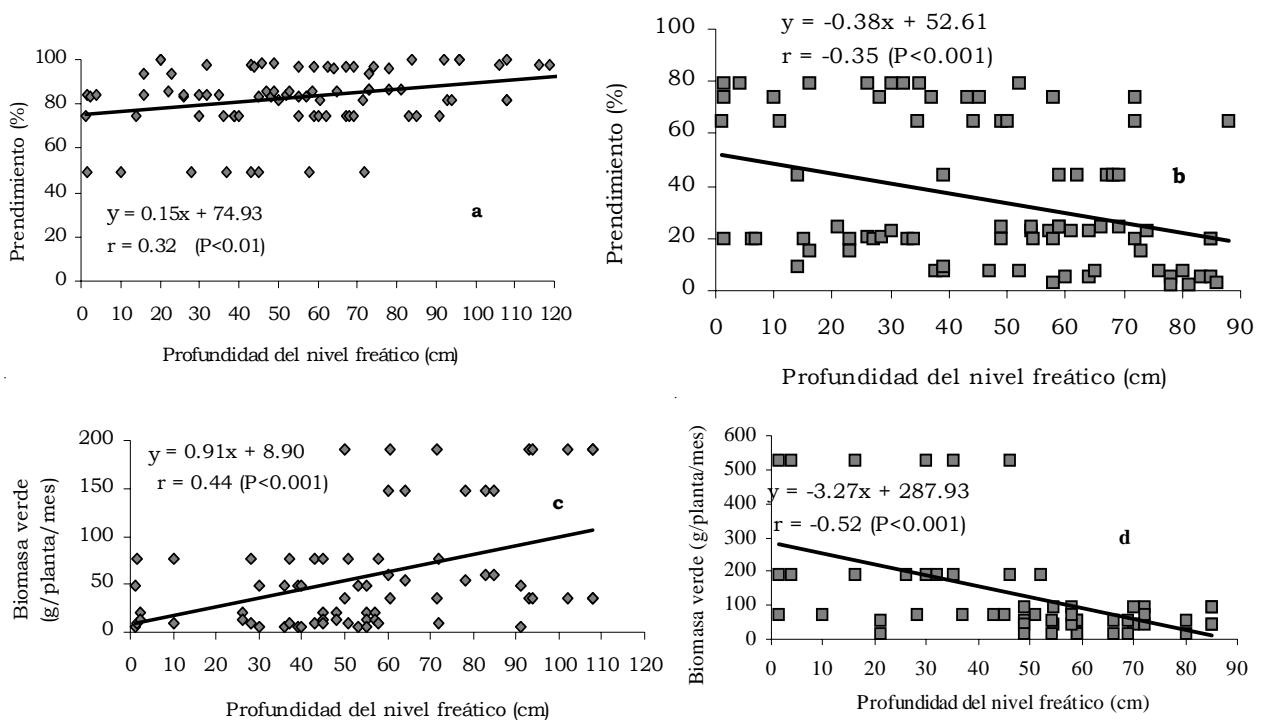 Prendimiento (%)
100
80
60
40
20
0
y = 0.15x + 74.93
r = 0.32 (P<0.01)
a
0 10 20 30 40 50 60 70 80 90 100 110 120
Profundidad del nivel freático (cm)
y = -0.38x + 52.61
r = -0.35 (P<0.001)
Prendimiento (%)
100
80
60
40
20
0
b
0 10 20 30 40 50 60 70 80 90
Profundidad del nivel freático (cm)
Biomasa verde
(g/planta/mes)
200
150
100
50
0
y = 0.91x + 8.90
r = 0.44 (P<0.001)
c
0 10 20 30 40 50 60 70 80 90 100 110 120
Profundidad del nivel freático (cm)
Biomasa verde (g/planta/mes)
600
500
400
300
200
100
0
y = -3.27x + 287.93
r = -0.52 (P<0.001)
d
0 10 20 30 40 50 60 70 80 90
Profundidad del nivel freático (cm)